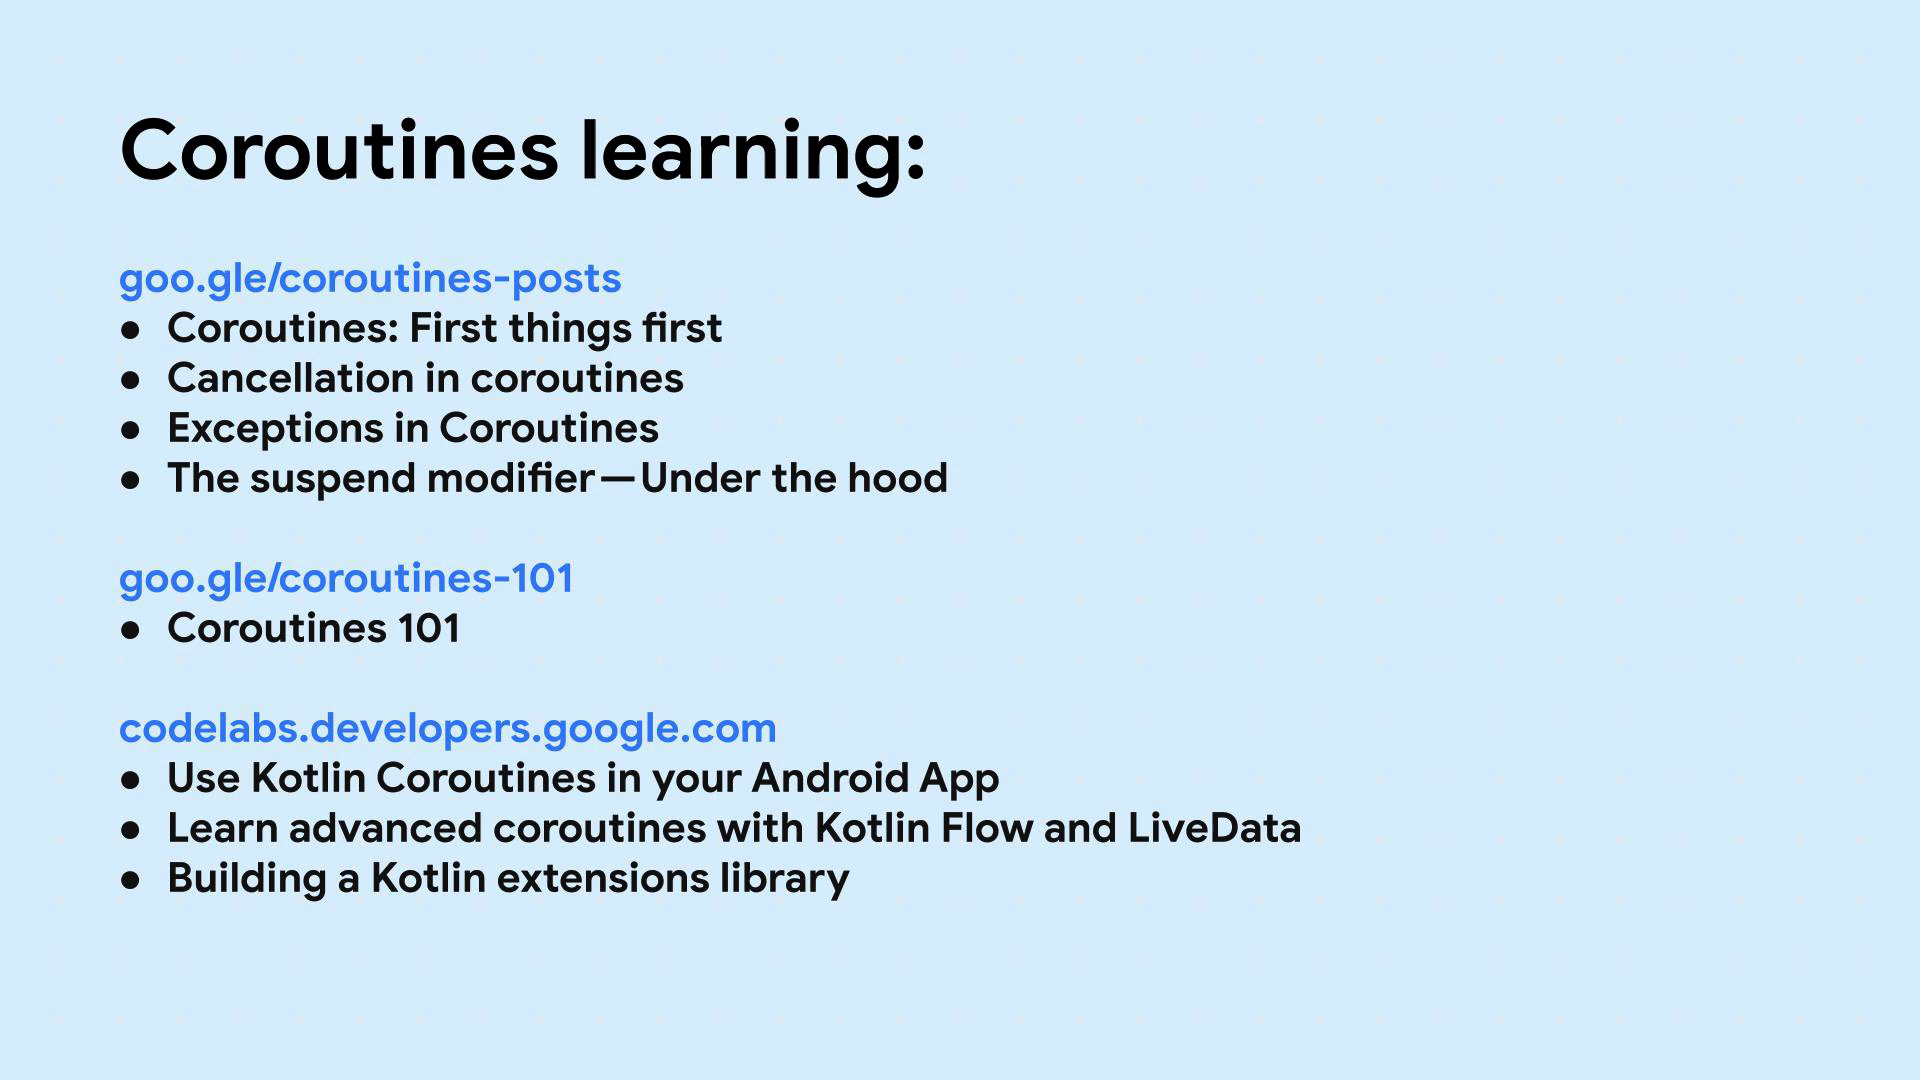 Coroutines learning:
goo.gle/coroutines-posts
● Coroutines: First things first
● Cancellation in coroutines
● Exceptions in Coroutines
● The suspend modifier — Under the hood
goo.gle/coroutines-101
● Coroutines 101
codelabs.developers.google.com
● Use Kotlin Coroutines in your Android App
● Learn advanced coroutines with Kotlin Flow and LiveData
● Building a Kotlin extensions library